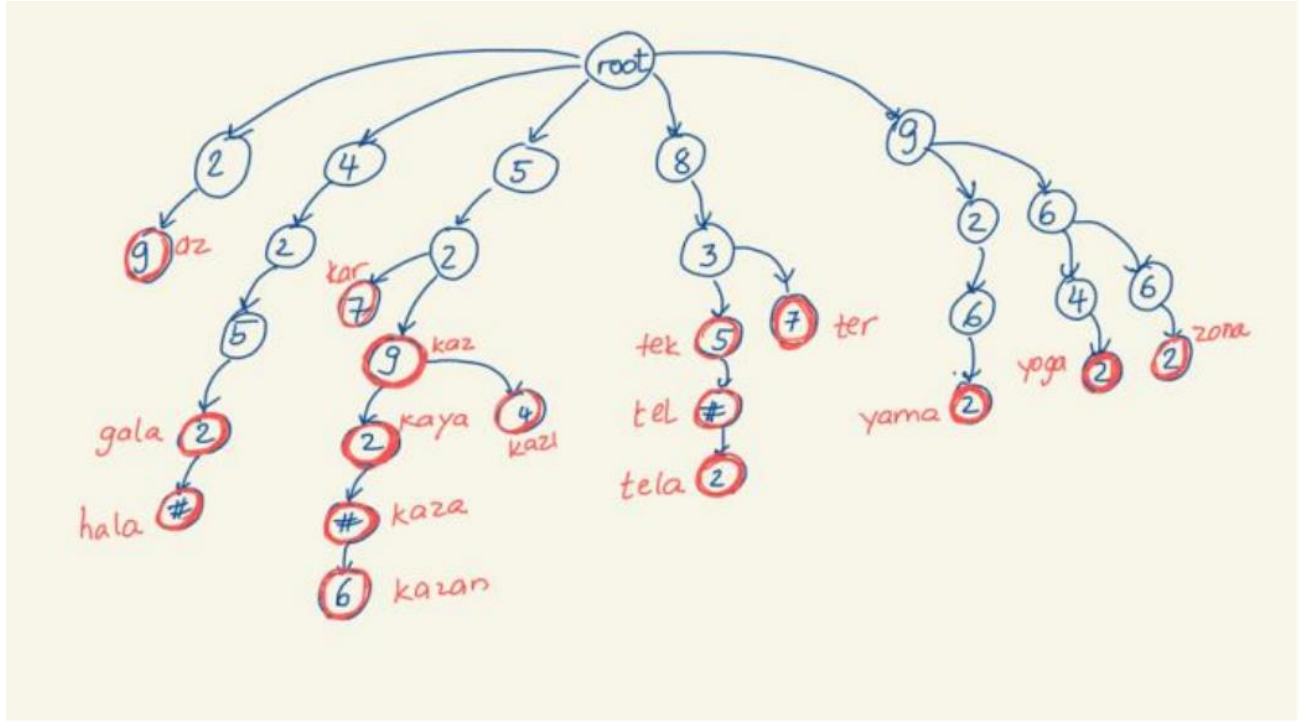 root
2 4 5 8 9
9 az 2 2 3 2 6
kar 7 5 9 kaz tek 5 7 ter 6 4 6
gala 2 2 kaya 4 kazı tel # yama 2 yoga 2 2 zona
hala # # kaza tela 2
6 kazan